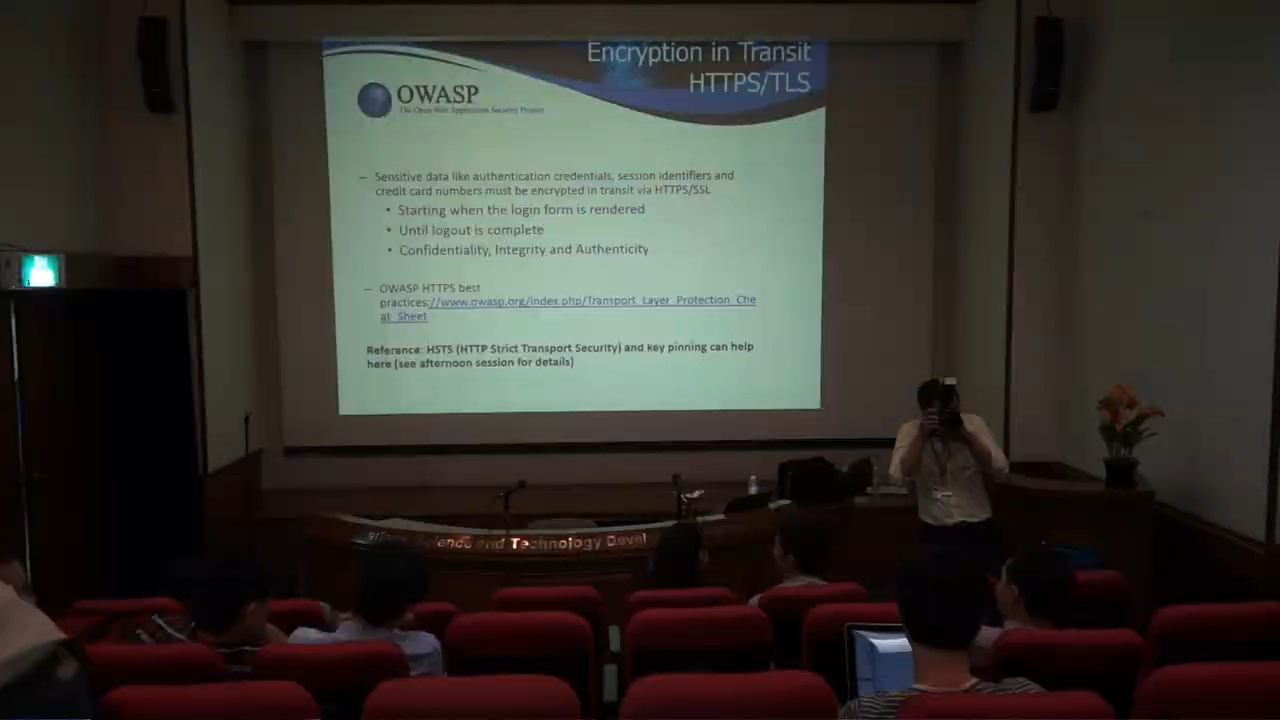 Encryption in Transit
HTTPS/TLS
OWASP
The Open Web Application Security Project
– Sensitive data like authentication credentials, session identifiers and
credit card numbers must be encrypted in transit via HTTPS/SSL
• Starting when the login form is rendered
• Until logout is complete
• Confidentiality, Integrity and Authenticity
– OWASP HTTPS best
practices://www.owasp.org/index.php/Transport_Layer_Protection_Che
at_Sheet
Reference: HSTS (HTTP Strict Transport Security) and key pinning can help
here (see afternoon session for details)
and Technology Devel